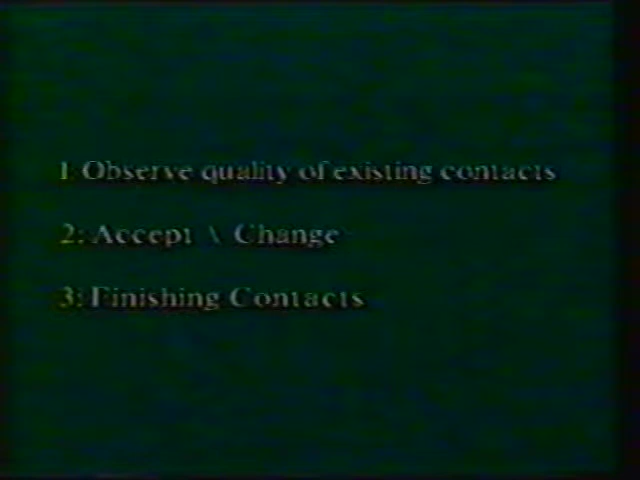 1 Observe quality of existing contacts
2: Accept \ Change
3: Finishing Contacts